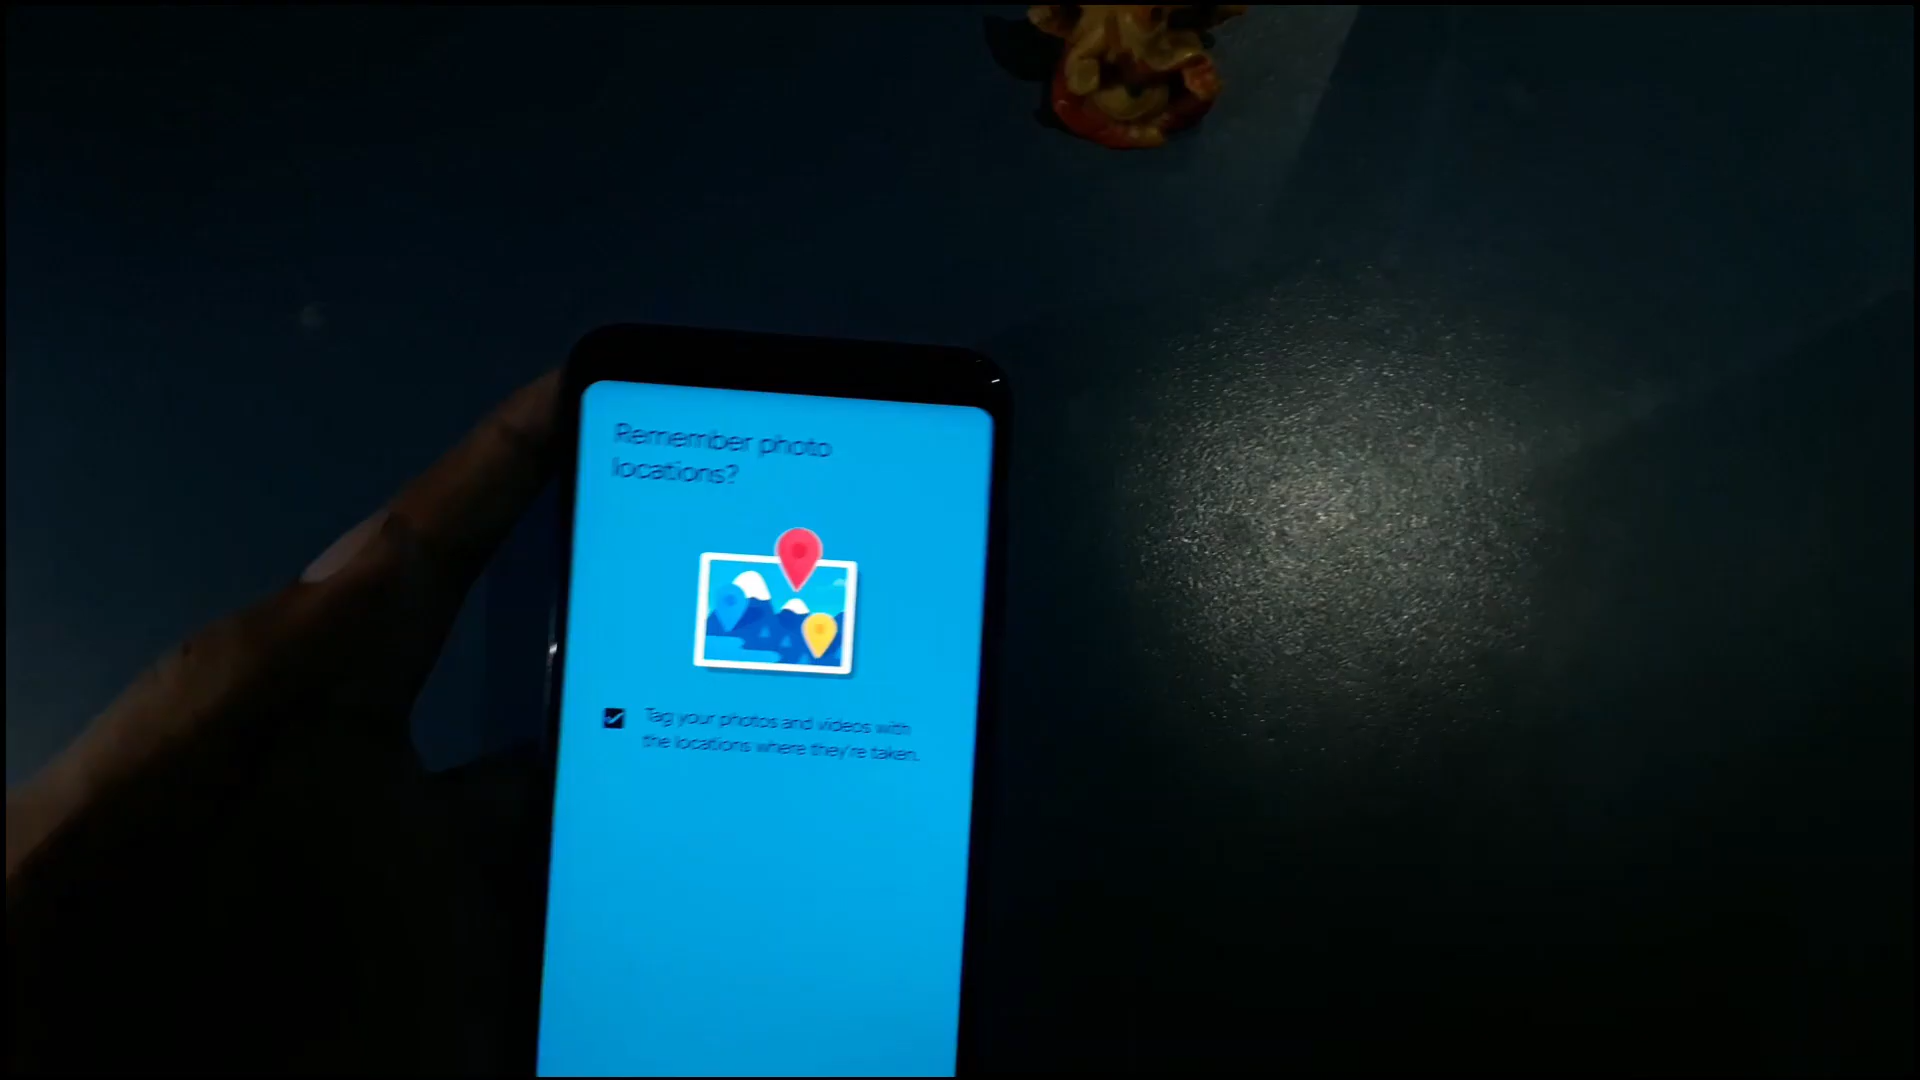 Remember photo
locations?
Tag your photos and videos with
the locations where they're taken.